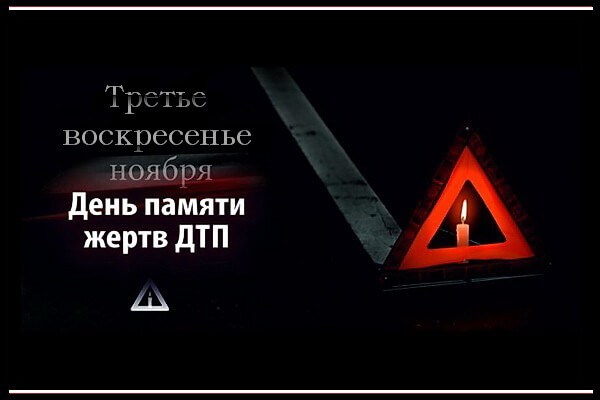 Третье
воскресенье
ноября
День памяти
жертв ДТП